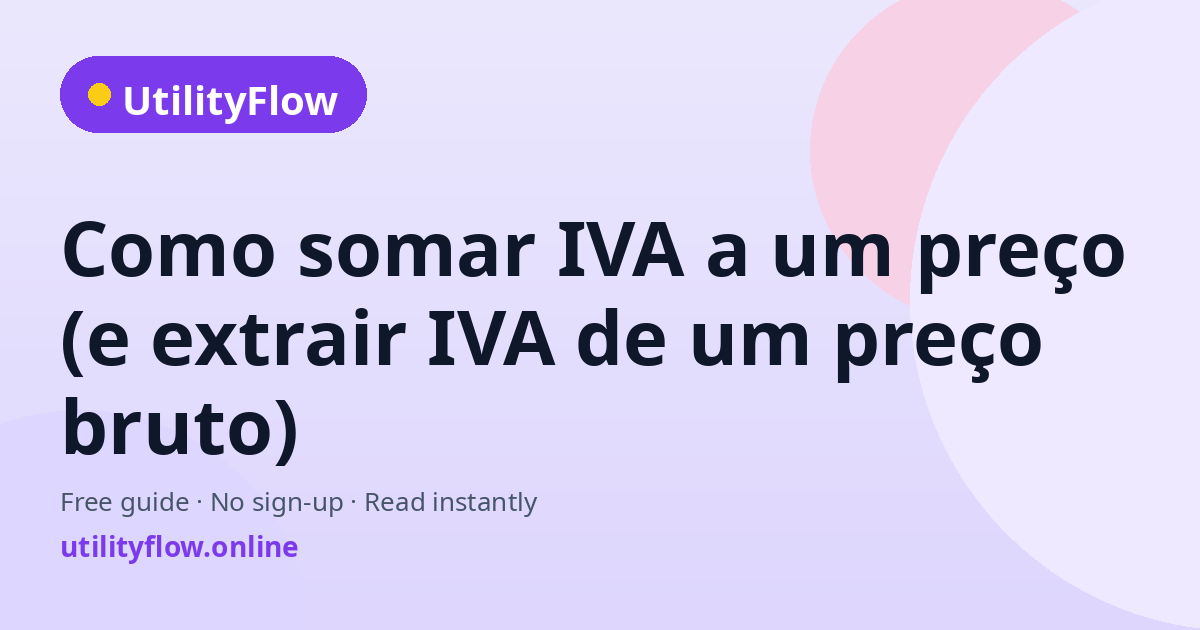 UtilityFlow
Como somar IVA a um preço
(e extrair IVA de um preço
bruto)
Free guide · No sign-up · Read instantly
utilityflow.online